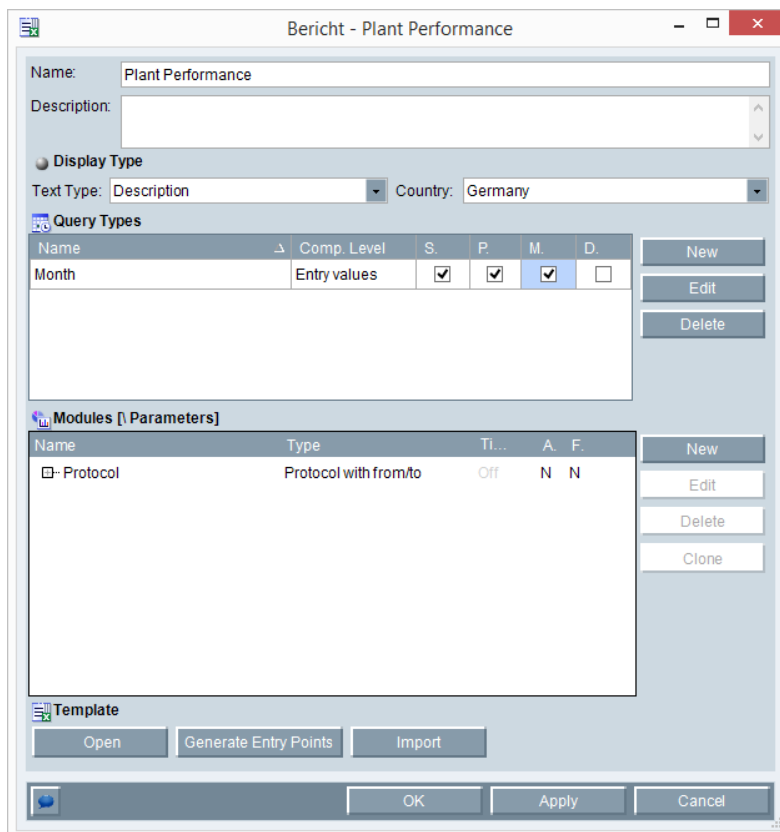 Bericht - Plant Performance
Name: Plant Performance
Description:
Display Type
Text Type: Description Country: Germany
Query Types
Name Comp. Level S. P. M. D. New
Month Entry values
Edit
Delete
Modules [\ Parameters]
Name Type Ti... A. F. New
Protocol Protocol with from/to Off N N
Edit
Delete
Clone
Template
Open Generate Entry Points Import
OK Apply Cancel